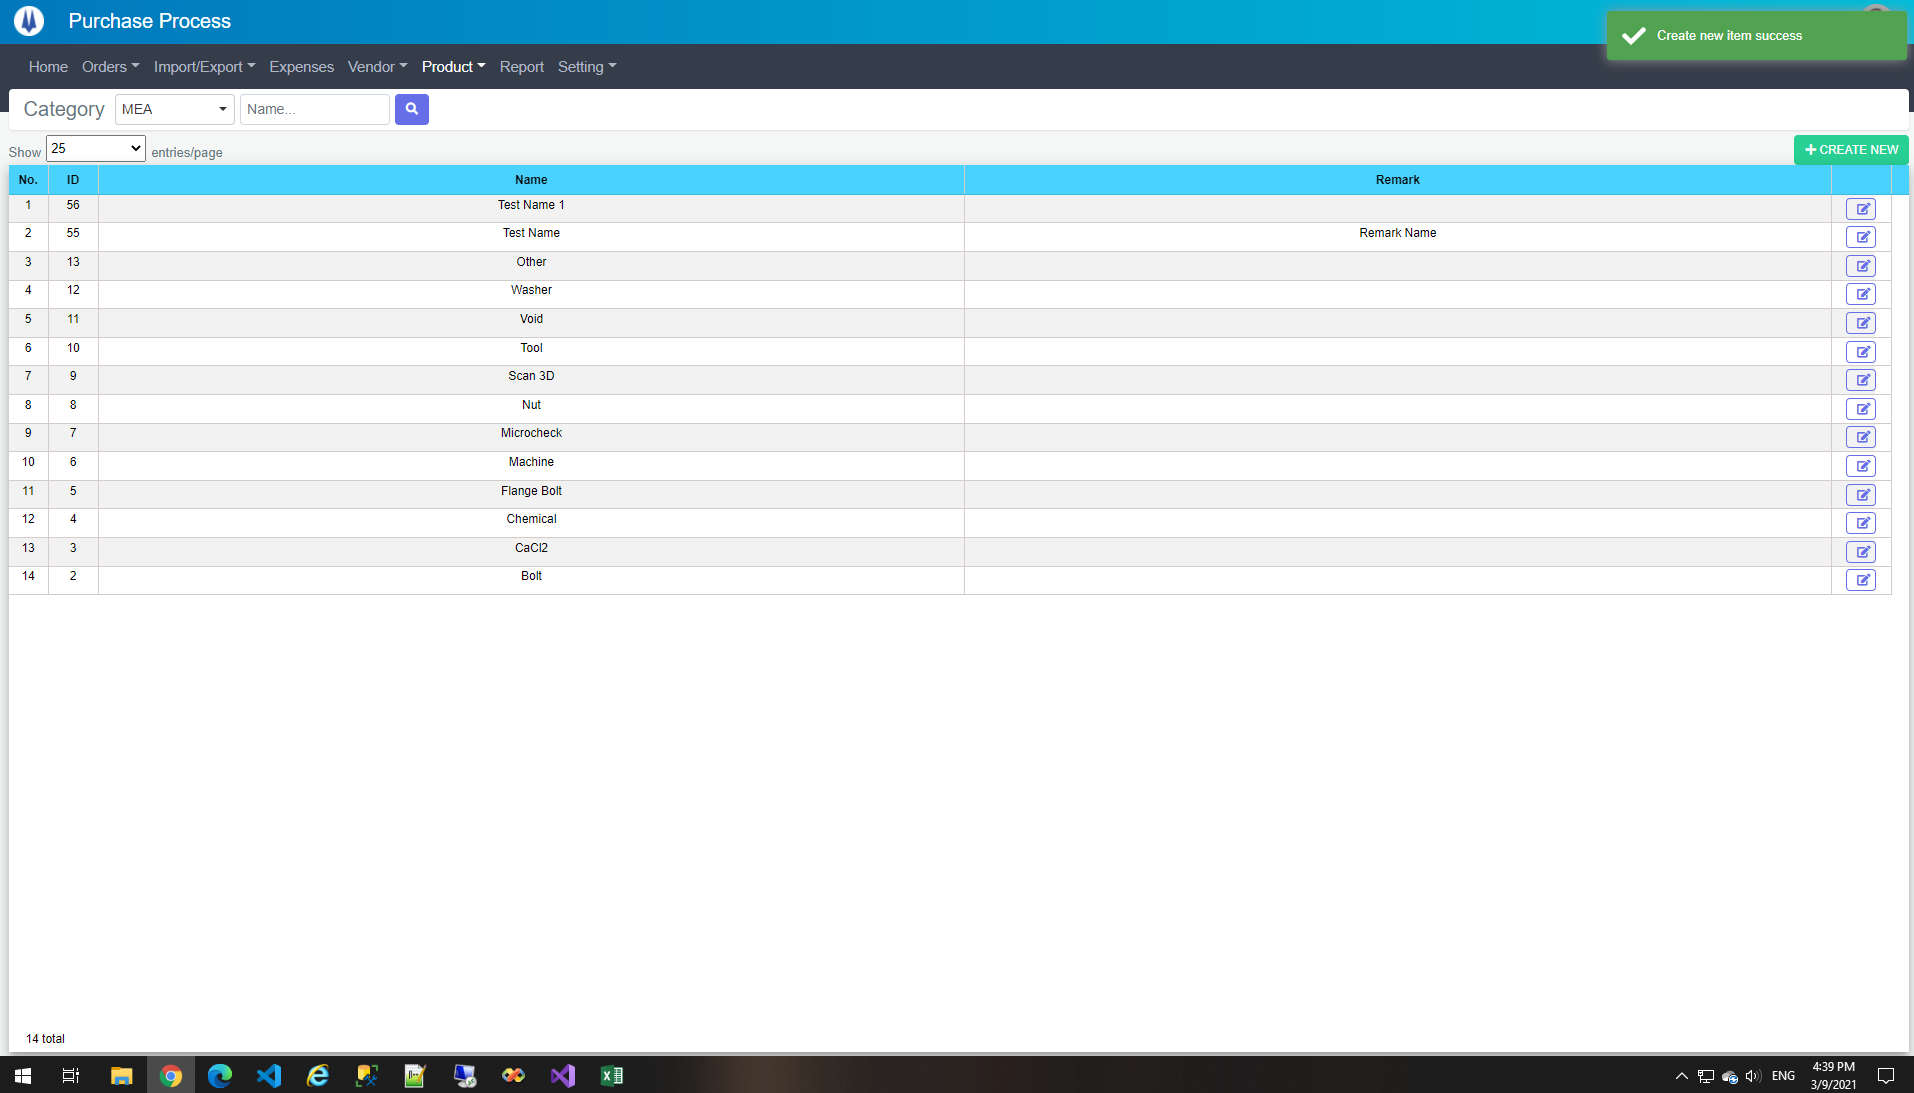 Purchase Process
Create new item success
Home Orders Import/Export Expenses Vendor Product Report Setting
Category MEA Name...
Show 25 entries/page
CREATE NEW
No. ID Name Remark
1 56 Test Name 1
2 55 Test Name Remark Name
3 13 Other
4 12 Washer
5 11 Void
6 10 Tool
7 9 Scan 3D
8 8 Nut
9 7 Microcheck
10 6 Machine
11 5 Flange Bolt
12 4 Chemical
13 3 CaCl2
14 2 Bolt
14 total
ENG
4:39 PM
3/9/2021